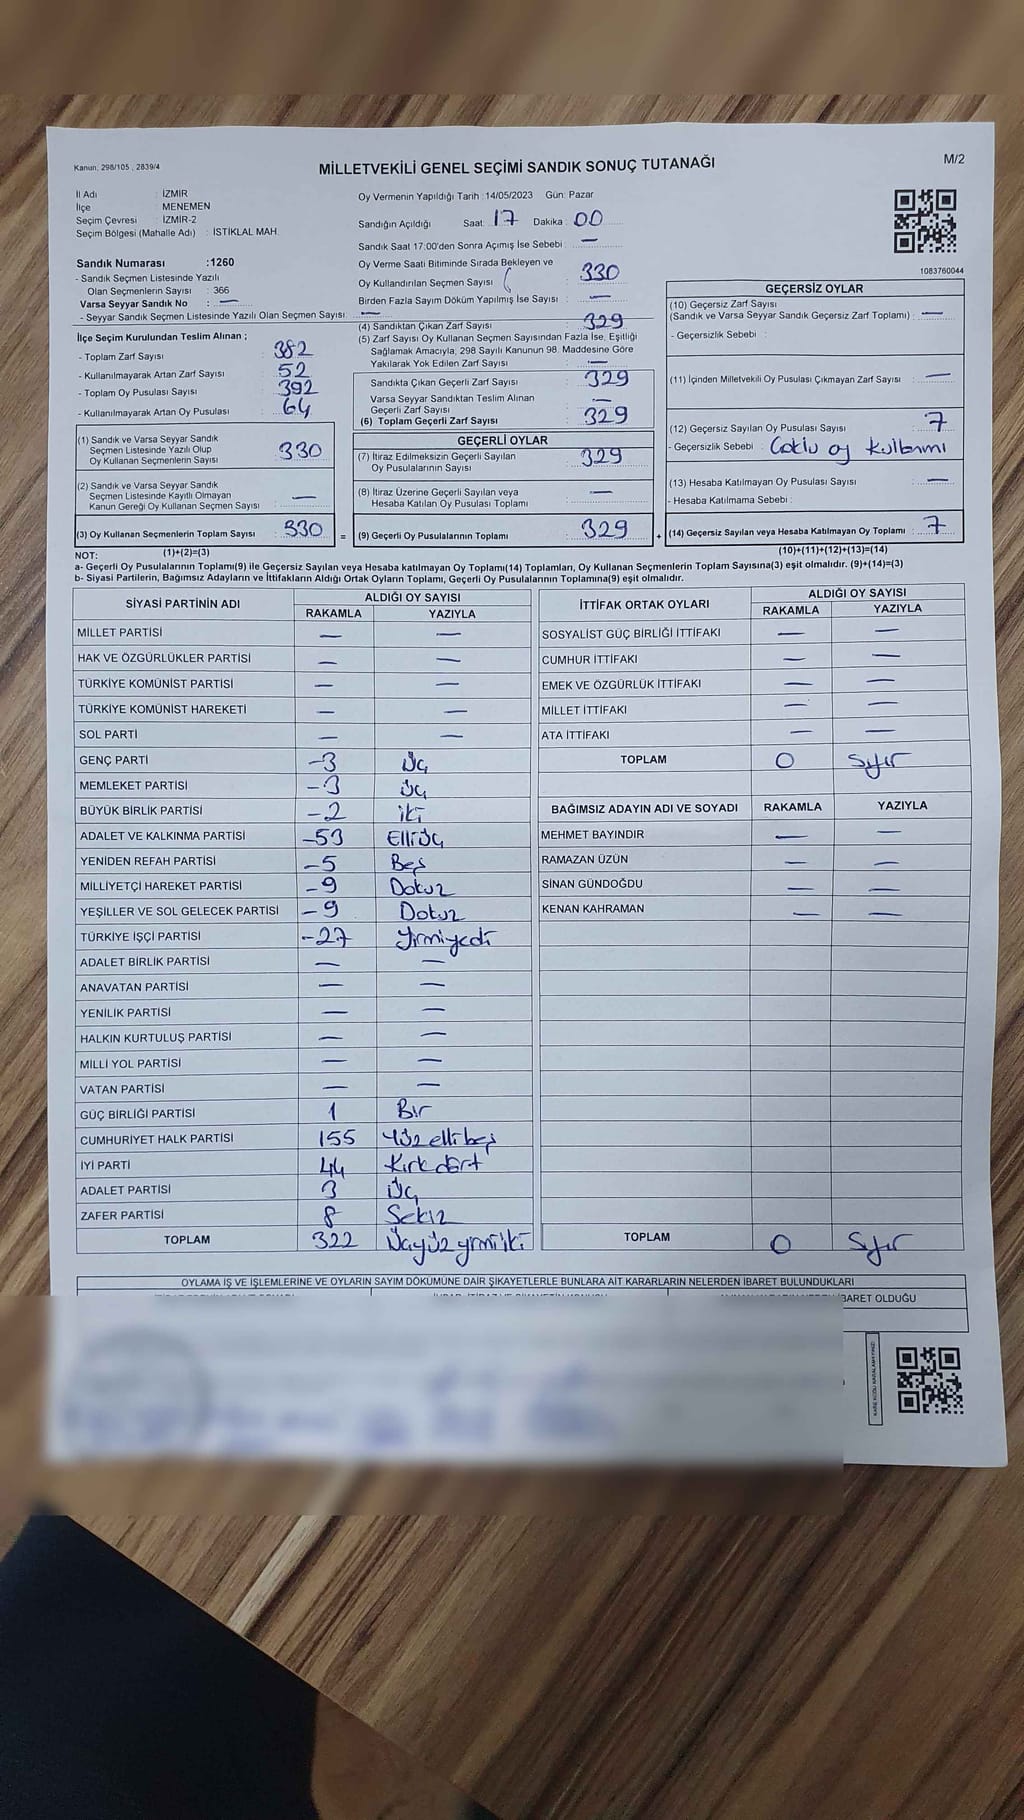 Kanun: 298/105 , 2839/4
MİLLETVEKİLİ GENEL SEÇİMİ SANDIK SONUÇ TUTANAĞI
M/2
İl Adı : İZMİR
İlçe MENEMEN
Seçim Çevresi : İZMİR-2
Seçim Bölgesi (Mahalle Adı) : İSTİKLAL MAH.
Sandık Numarası :1260
- Sandık Seçmen Listesinde Yazılı
Olan Seçmenlerin Sayısı : 366
Varsa Seyyar Sandık No : —
- Seyyar Sandık Seçmen Listesinde Yazılı Olan Seçmen Sayısı : —
Oy Vermenin Yapıldığı Tarih :14/05/2023 Gün: Pazar
Sandığın Açıldığı Saat: 17 Dakika : 00
Sandık Saat 17:00'den Sonra Açımış İse Sebebi : —
Oy Verme Saati Bitiminde Sırada Bekleyen ve
Oy Kullandırılan Seçmen Sayısı : 330
Birden Fazla Sayım Döküm Yapılmış İse Sayısı : —
1083760044
İlçe Seçim Kurulundan Teslim Alınan ;
- Toplam Zarf Sayısı : 382
- Kullanılmayarak Artan Zarf Sayısı : 52
- Toplam Oy Pusulası Sayısı : 392
- Kullanılmayarak Artan Oy Pusulası : 64
(1) Sandık ve Varsa Seyyar Sandık
Seçmen Listesinde Yazılı Olup
Oy Kullanan Seçmenlerin Sayısı : 330
(2) Sandık ve Varsa Seyyar Sandık
Seçmen Listesinde Kayıtlı Olmayan
Kanun Gereği Oy Kullanan Seçmen Sayısı : —
(3) Oy Kullanan Seçmenlerin Toplam Sayısı : 330
(1)+(2)=(3)
(4) Sandıktan Çıkan Zarf Sayısı : 329
(5) Zarf Sayısı Oy Kullanan Seçmen Sayısından Fazla İse, Eşitliği
Sağlamak Amacıyla, 298 Sayılı Kanunun 98. Maddesine Göre
Yakılarak Yok Edilen Zarf Sayısı : —
Sandıkta Çıkan Geçerli Zarf Sayısı : 329
Varsa Seyyar Sandıktan Teslim Alınan
Geçerli Zarf Sayısı : —
(6) Toplam Geçerli Zarf Sayısı : 329
GEÇERLİ OYLAR
(7) İtiraz Edilmeksizin Geçerli Sayılan
Oy Pusulalarının Sayısı : 329
(8) İtiraz Üzerine Geçerli Sayılan veya
Hesaba Katılan Oy Pusulası Toplamı : —
= (9) Geçerli Oy Pusulalarının Toplamı : 329
GEÇERSİZ OYLAR
(10) Geçersiz Zarf Sayısı
(Sandık ve Varsa Seyyar Sandık Geçersiz Zarf Toplamı) : —
- Geçersizlik Sebebi :
(11) İçinden Milletvekili Oy Pusulası Çıkmayan Zarf Sayısı : —
(12) Geçersiz Sayılan Oy Pusulası Sayısı : 7
- Geçersizlik Sebebi : oy
(13) Hesaba Katılmayan Oy Pusulası Sayısı : —
- Hesaba Katılmama Sebebi :
+ (14) Geçersiz Sayılan veya Hesaba Katılmayan Oy Toplamı : 7
(10)+(11)+(12)+(13)=(14)
NOT:
a- Geçerli Oy Pusulalarının Toplamı(9) ile Geçersiz Sayılan veya Hesaba katılmayan Oy Toplamı(14) Toplamları, Oy Kullanan Seçmenlerin Toplam Sayısına(3) eşit olmalıdır. (9)+(14)=(3)
b- Siyasi Partilerin, Bağımsız Adayların ve İttifakların Aldığı Ortak Oyların Toplamı, Geçerli Oy Pusulalarının Toplamına(9) eşit olmalıdır.
SİYASİ PARTİNİN ADI ALDIĞI OY SAYISI
RAKAMLA YAZIYLA
MİLLET PARTİSİ — —
HAK VE ÖZGÜRLÜKLER PARTİSİ — —
TÜRKİYE KOMÜNİST PARTİSİ — —
TÜRKİYE KOMÜNİST HAREKETİ — —
SOL PARTİ — —
GENÇ PARTİ -3 Üç
MEMLEKET PARTİSİ -3 Üç
BÜYÜK BİRLİK PARTİSİ -2 iki
ADALET VE KALKINMA PARTİSİ -53 Elliüç
YENİDEN REFAH PARTİSİ -5 Beş
MİLLİYETÇİ HAREKET PARTİSİ -9 Dokuz
YEŞİLLER VE SOL GELECEK PARTİSİ -9 Dokuz
TÜRKİYE İŞÇİ PARTİSİ -27 Yirmiyedi
ADALET BİRLİK PARTİSİ — —
ANAVATAN PARTİSİ — —
YENİLİK PARTİSİ — —
HALKIN KURTULUŞ PARTİSİ — —
MİLLİ YOL PARTİSİ — —
VATAN PARTİSİ — —
GÜÇ BİRLİĞİ PARTİSİ 1 Bir
CUMHURİYET HALK PARTİSİ 155 Yüzellibeş
İYİ PARTİ 44 Kırkdört
ADALET PARTİSİ 3 Üç
ZAFER PARTİSİ 8 Sekiz
TOPLAM 322 Üçyüzyirmiiki
İTTİFAK ORTAK OYLARI ALDIĞI OY SAYISI
RAKAMLA YAZIYLA
SOSYALİST GÜÇ BİRLİĞİ İTTİFAKI — —
CUMHUR İTTİFAKI — —
EMEK VE ÖZGÜRLÜK İTTİFAKI — —
MİLLET İTTİFAKI — —
ATA İTTİFAKI — —
TOPLAM 0 Sıfır
BAĞIMSIZ ADAYIN ADI VE SOYADI RAKAMLA YAZIYLA
MEHMET BAYINDIR — —
RAMAZAN ÜZÜN — —
SİNAN GÜNDOĞDU — —
KENAN KAHRAMAN — —
TOPLAM 0 Sıfır
OYLAMA İŞ VE İŞLEMLERİNE VE OYLARIN SAYIM DÖKÜMÜNE DAİR ŞİKAYETLERLE BUNLARA AİT KARARLARIN NELERDEN İBARET BULUNDUKLARI
İBARET OLDUĞU